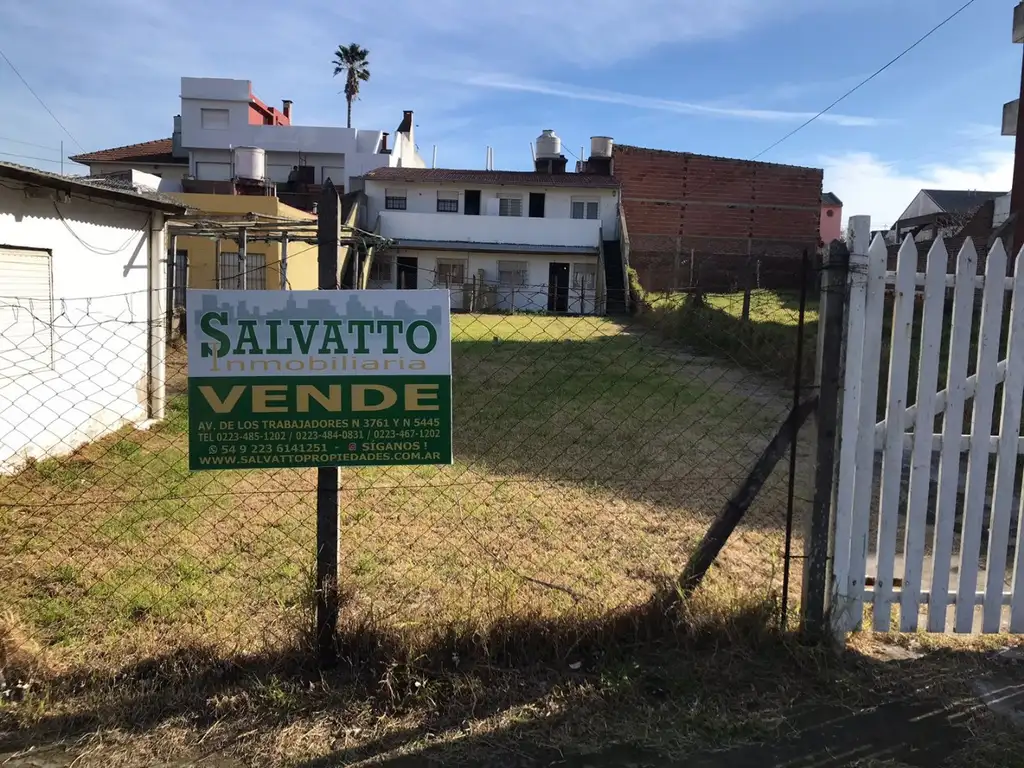 SALVATTO
Inmobiliaria
VENDE
AV. DE LOS TRABAJADORES N 3761 Y N 5445
TEL 0223-485-1202 / 0223-484-0831 / 0223-467-1202
54 9 223 6141251 - SÍGANOS !
WWW.SALVATTOPROPIEDADES.COM.AR